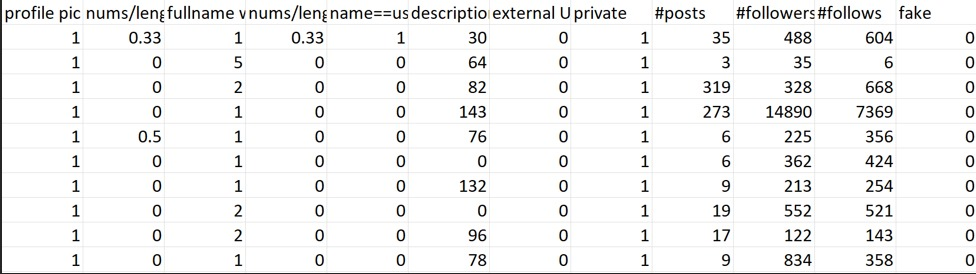 profile pic nums/leng fullname w nums/leng name==us descriptio external U private #posts #followers #follows fake
1 0.33 1 0.33 1 30 0 1 35 488 604 0
1 0 5 0 0 64 0 1 3 35 6 0
1 0 2 0 0 82 0 1 319 328 668 0
1 0 1 0 0 143 0 1 273 14890 7369 0
1 0.5 1 0 0 76 0 1 6 225 356 0
1 0 1 0 0 0 0 1 6 362 424 0
1 0 1 0 0 132 0 1 9 213 254 0
1 0 2 0 0 0 0 1 19 552 521 0
1 0 2 0 0 96 0 1 17 122 143 0
1 0 1 0 0 78 0 1 9 834 358 0